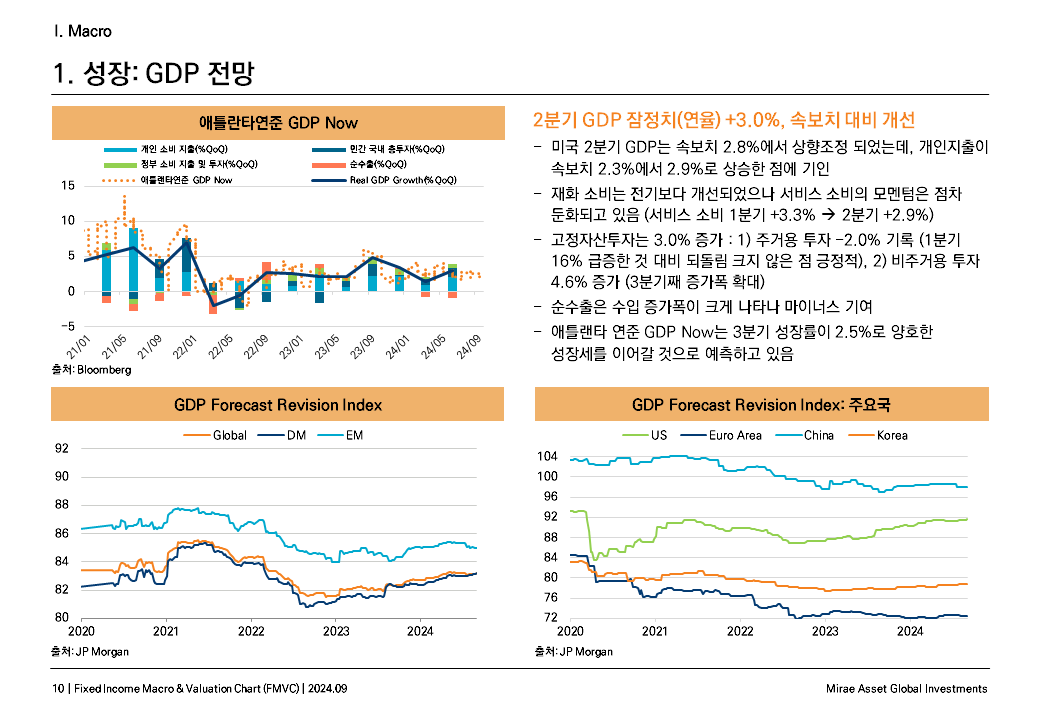 I. Macro
1. 성장: GDP 전망
애틀란타연준 GDP Now
개인 소비 지출(%QoQ)
민간 국내 총투자(%QoQ)
정부 소비 지출 및 투자(%QoQ)
순수출(%QoQ)
애틀란타연준 GDP Now
Real GDP Growth(%QoQ)
15
10
5
0
-5
21/01
21/05
21/09
22/01
22/05
22/09
23/01
23/05
23/09
24/01
24/05
24/09
출처: Bloomberg
2분기 GDP 잠정치(연율) +3.0%, 속보치 대비 개선
- 미국 2분기 GDP는 속보치 2.8%에서 상향조정 되었는데, 개인지출이
속보치 2.3%에서 2.9%로 상승한 점에 기인
- 재화 소비는 전기보다 개선되었으나 서비스 소비의 모멘텀은 점차
둔화되고 있음 (서비스 소비 1분기 +3.3% → 2분기 +2.9%)
- 고정자산투자는 3.0% 증가 : 1) 주거용 투자 -2.0% 기록 (1분기
16% 급증한 것 대비 되돌림 크지 않은 점 긍정적), 2) 비주거용 투자
4.6% 증가 (3분기째 증가폭 확대)
- 순수출은 수입 증가폭이 크게 나타나 마이너스 기여
- 애틀란타 연준 GDP Now는 3분기 성장률이 2.5%로 양호한
성장세를 이어갈 것으로 예측하고 있음
GDP Forecast Revision Index
Global DM EM
92
90
88
86
84
82
80
2020 2021 2022 2023 2024
출처: JP Morgan
GDP Forecast Revision Index: 주요국
US Euro Area China Korea
104
100
96
92
88
84
80
76
72
2020 2021 2022 2023 2024
출처: JP Morgan
10 | Fixed Income Macro & Valuation Chart (FMVC) | 2024.09
Mirae Asset Global Investments